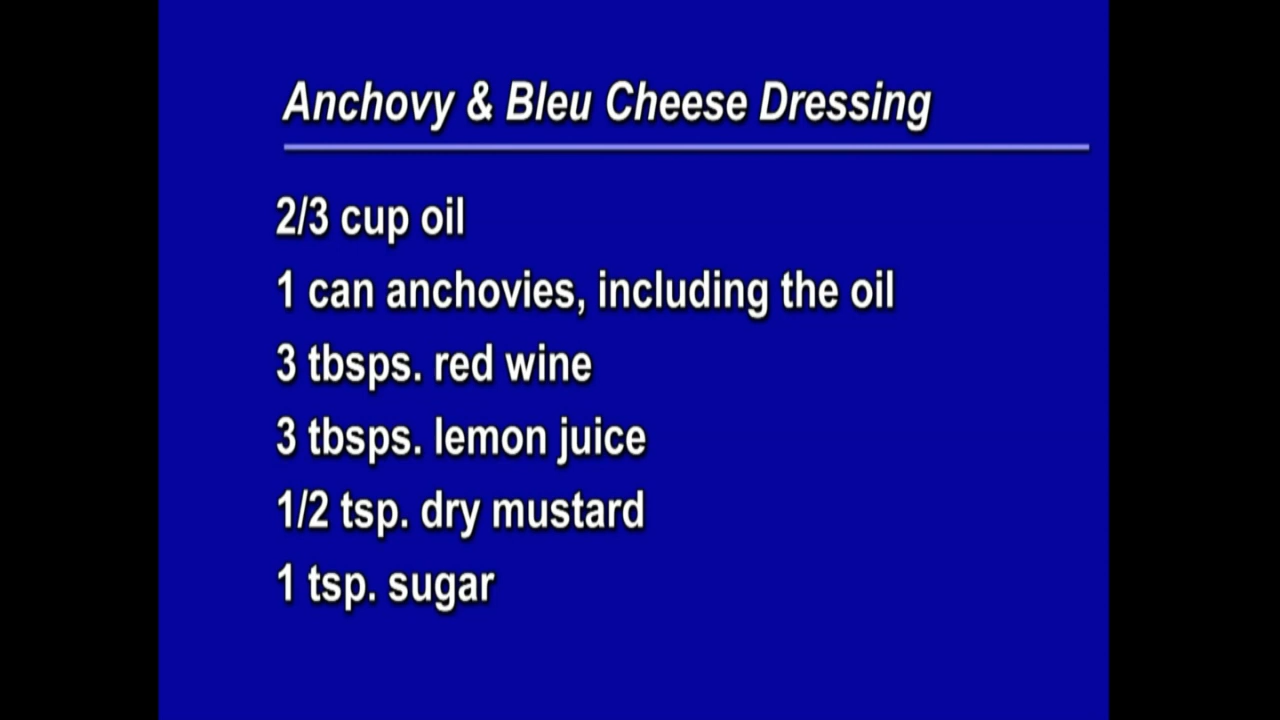 Anchovy & Bleu Cheese Dressing
2/3 cup oil
1 can anchovies, including the oil
3 tbsps. red wine
3 tbsps. lemon juice
1/2 tsp. dry mustard
1 tsp. sugar